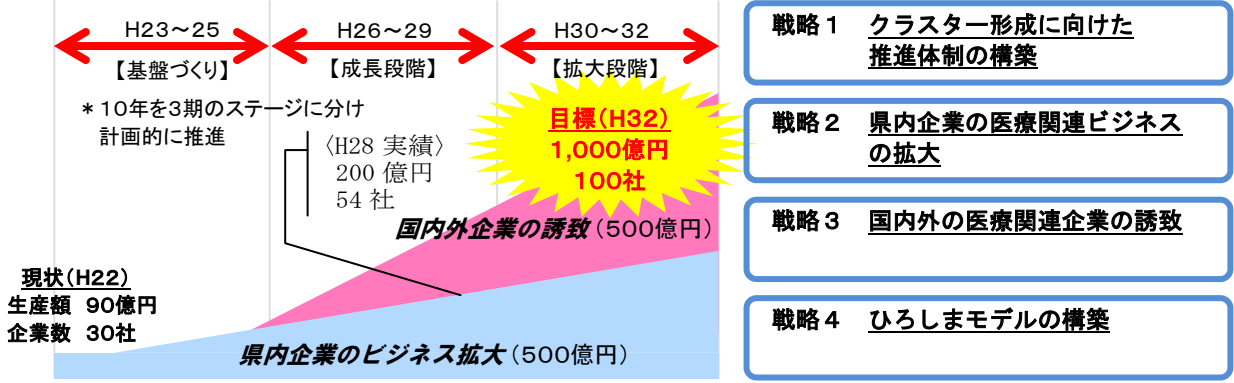 H23～25
H26～29
H30～32
【基盤づくり】
【成長段階】
【拡大段階】
＊10年を3期のステージに分け
計画的に推進
〈H28 実績〉
200 億円
54 社
目標（H32）
1,000億円
100社
国内外企業の誘致（500億円）
現状（H22）
生産額 90億円
企業数 30社
県内企業のビジネス拡大（500億円）
戦略１ クラスター形成に向けた
推進体制の構築
戦略２ 県内企業の医療関連ビジネス
の拡大
戦略３ 国内外の医療関連企業の誘致
戦略４ ひろしまモデルの構築